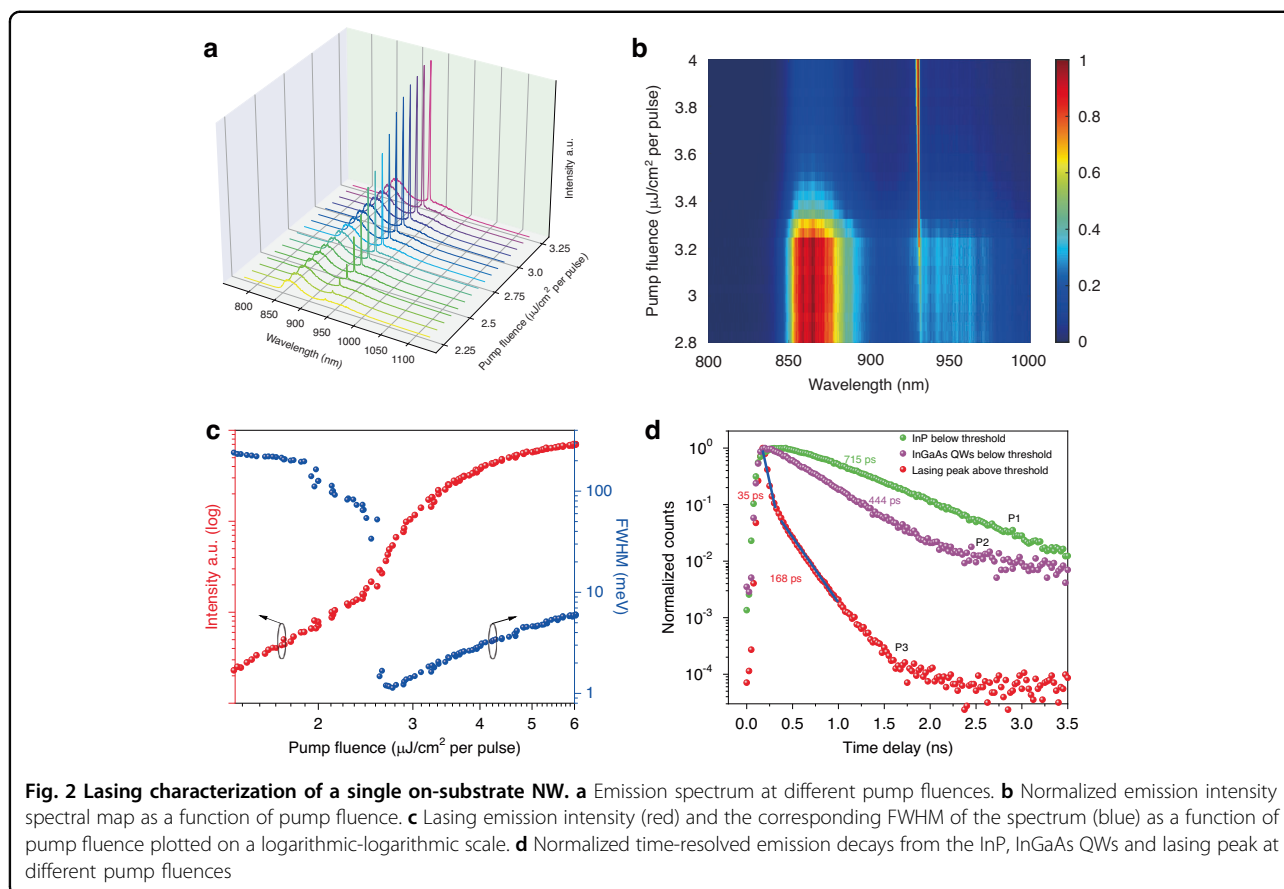 a
Intensity a.u.
800
850
900
950
1000
1050
1100
Wavelength (nm)
2.25
2.5
2.75
3.0
3.25
Pump fluence (μJ/cm² per pulse)
b
4
3.8
3.6
3.4
3.2
3
2.8
Pump fluence (μJ/cm² per pulse)
800
850
900
950
1000
Wavelength (nm)
1
0.8
0.6
0.4
0.2
0
c
Intensity a.u. (log)
100
10
1
FWHM (meV)
2
3
4
5
6
Pump fluence (μJ/cm² per pulse)
d
InP below threshold
InGaAs QWs below threshold
Lasing peak above threshold
715 ps
444 ps
35 ps
168 ps
P1
P2
P3
10⁰
10⁻¹
10⁻²
10⁻³
10⁻⁴
Normalized counts
0.0
0.5
1.0
1.5
2.0
2.5
3.0
3.5
Time delay (ns)
Fig. 2 Lasing characterization of a single on-substrate NW. a Emission spectrum at different pump fluences. b Normalized emission intensity
spectral map as a function of pump fluence. c Lasing emission intensity (red) and the corresponding FWHM of the spectrum (blue) as a function of
pump fluence plotted on a logarithmic-logarithmic scale. d Normalized time-resolved emission decays from the InP, InGaAs QWs and lasing peak at
different pump fluences